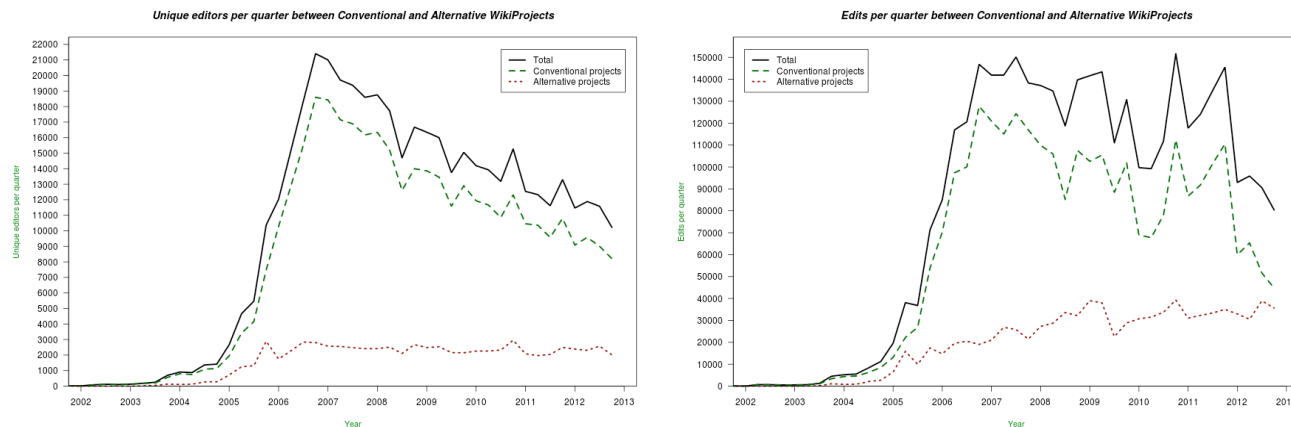 Unique editors per quarter between Conventional and Alternative WikiProjects
Unique editors per quarter
22000
21000
20000
19000
18000
17000
16000
15000
14000
13000
12000
11000
10000
9000
8000
7000
6000
5000
4000
3000
2000
1000
0
Total
Conventional projects
Alternative projects
2002 2003 2004 2005 2006 2007 2008 2009 2010 2011 2012 2013
Year
Edits per quarter between Conventional and Alternative WikiProjects
Edits per quarter
150000
140000
130000
120000
110000
100000
90000
80000
70000
60000
50000
40000
30000
20000
10000
0
Total
Conventional projects
Alternative projects
2002 2003 2004 2005 2006 2007 2008 2009 2010 2011 2012
Year